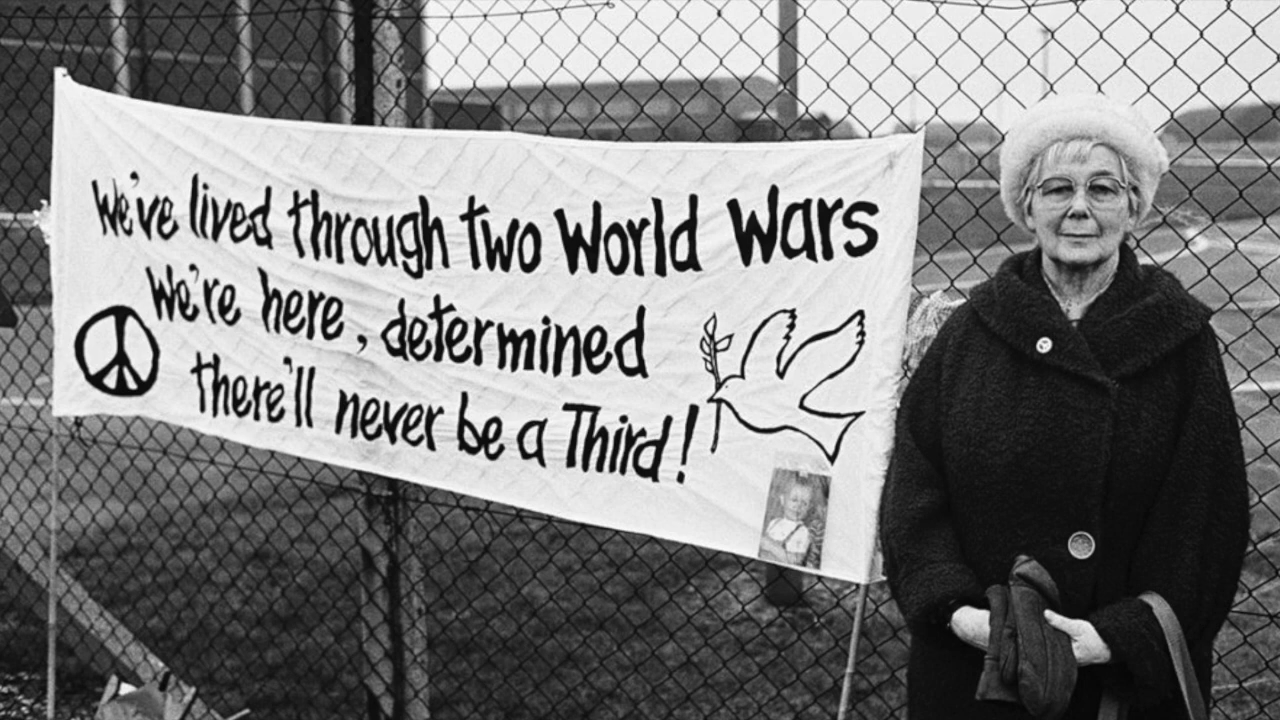 We've lived through two World Wars
We're here, determined
there'll never be a Third!